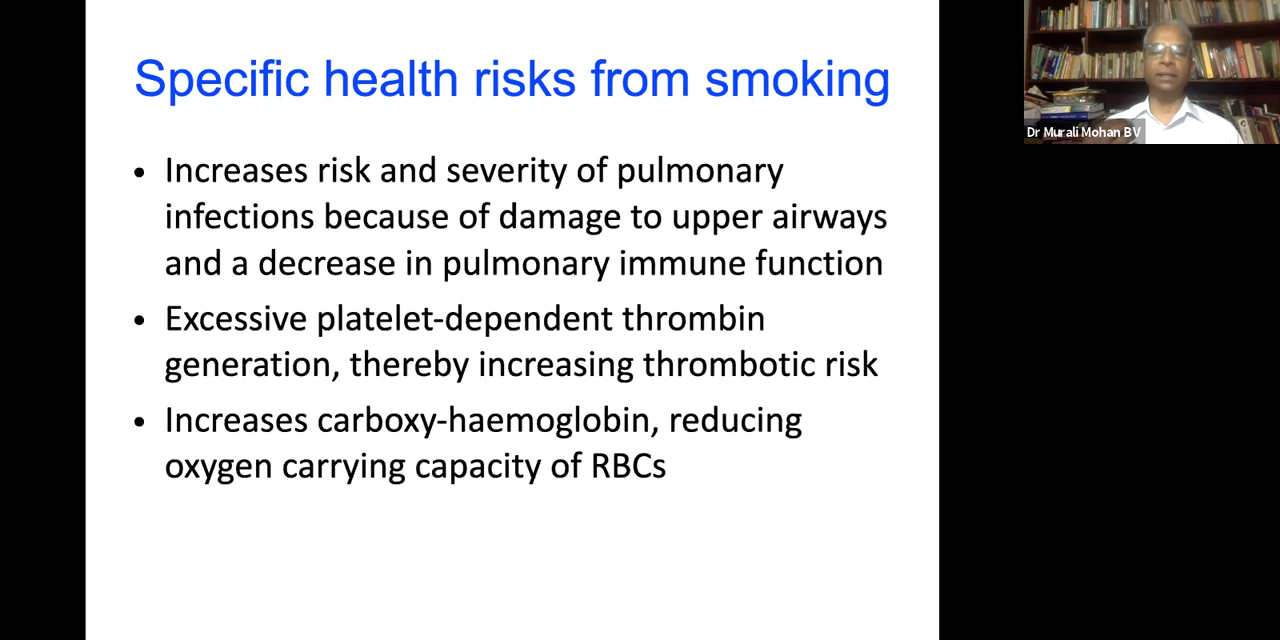 Specific health risks from smoking
Dr Murali Mohan BV
• Increases risk and severity of pulmonary
infections because of damage to upper airways
and a decrease in pulmonary immune function
• Excessive platelet-dependent thrombin
generation, thereby increasing thrombotic risk
• Increases carboxy-haemoglobin, reducing
oxygen carrying capacity of RBCs